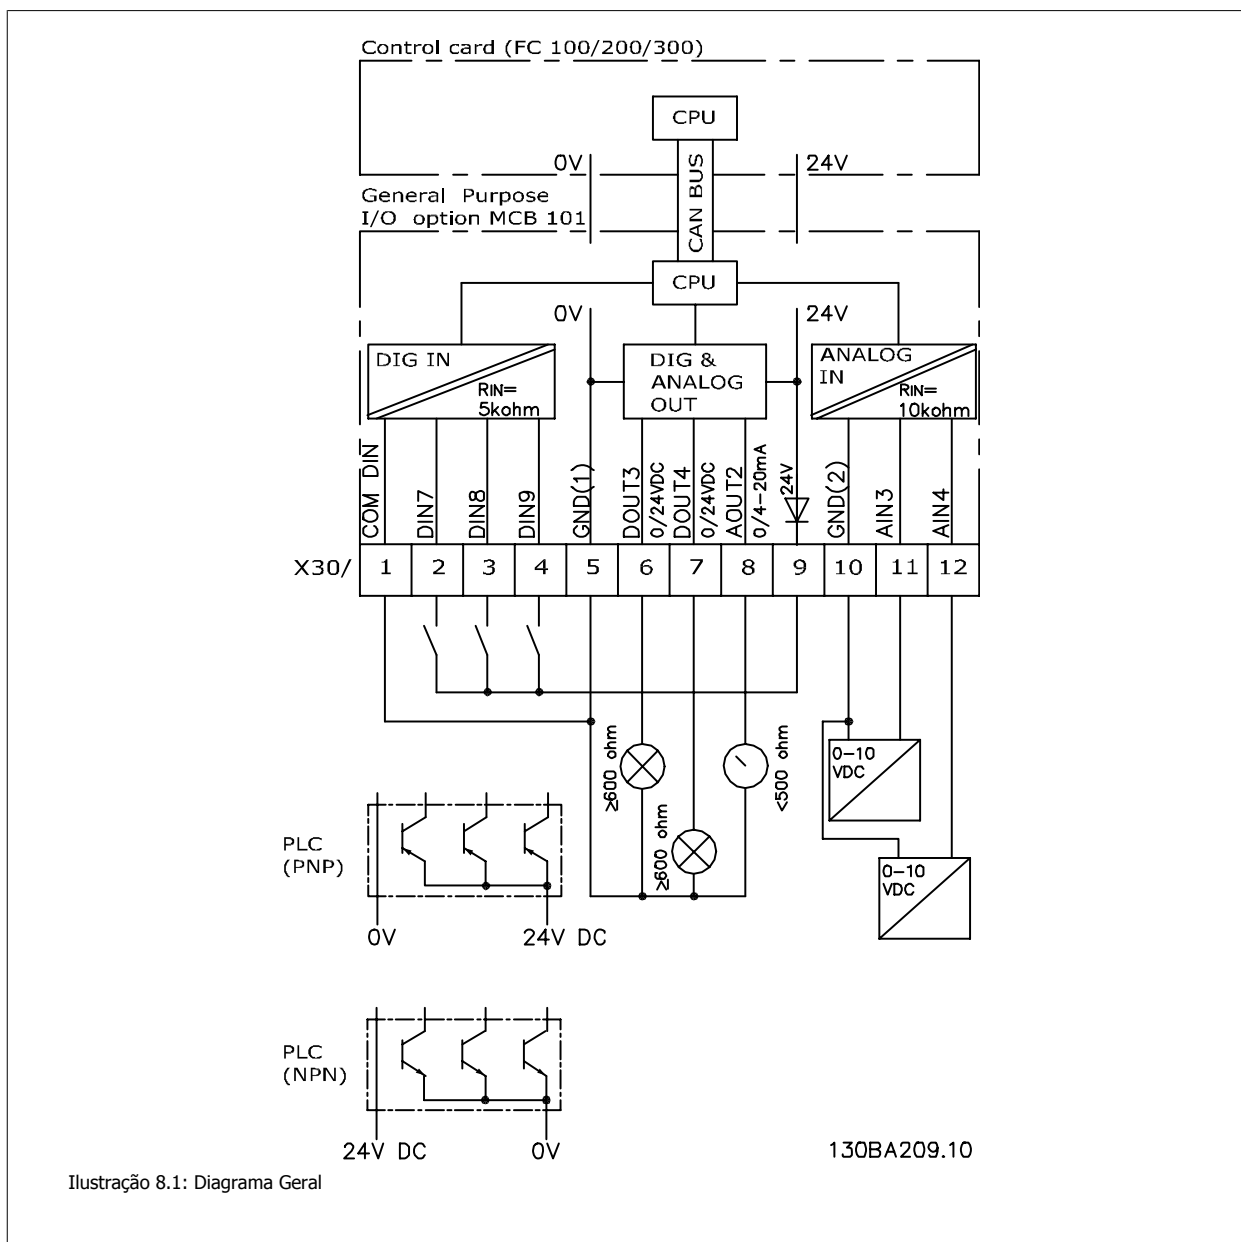 Control card (FC 100/200/300)
CPU
0V
24V
CAN BUS
General Purpose
I/O option MCB 101
CPU
0V
24V
DIG IN
RIN=
5kohm
DIG &
ANALOG
OUT
ANALOG
IN
RIN=
10kohm
COM DIN
DIN7
DIN8
DIN9
GND(1)
DOUT3
0/24VDC
DOUT4
0/24VDC
AOUT2
0/4-20mA
24V
GND(2)
AIN3
AIN4
X30/ 1 2 3 4 5 6 7 8 9 10 11 12
≥600 ohm
≥600 ohm
<500 ohm
0-10
VDC
0-10
VDC
PLC
(PNP)
0V
24V DC
PLC
(NPN)
24V DC
0V
130BA209.10
Ilustração 8.1: Diagrama Geral